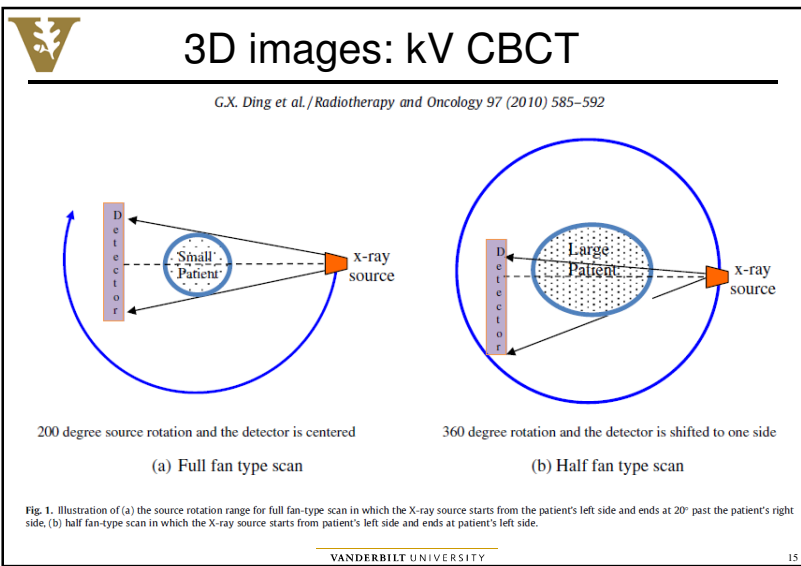 3D images: kV CBCT
G.X. Ding et al. / Radiotherapy and Oncology 97 (2010) 585–592
Detector
Small
Patient
x-ray
source
Detector
Large
Patient
x-ray
source
200 degree source rotation and the detector is centered
360 degree rotation and the detector is shifted to one side
(a) Full fan type scan
(b) Half fan type scan
Fig. 1. Illustration of (a) the source rotation range for full fan-type scan in which the X-ray source starts from the patient's left side and ends at 20° past the patient's right
side, (b) half fan-type scan in which the X-ray source starts from patient's left side and ends at patient's left side.
VANDERBILT UNIVERSITY
15